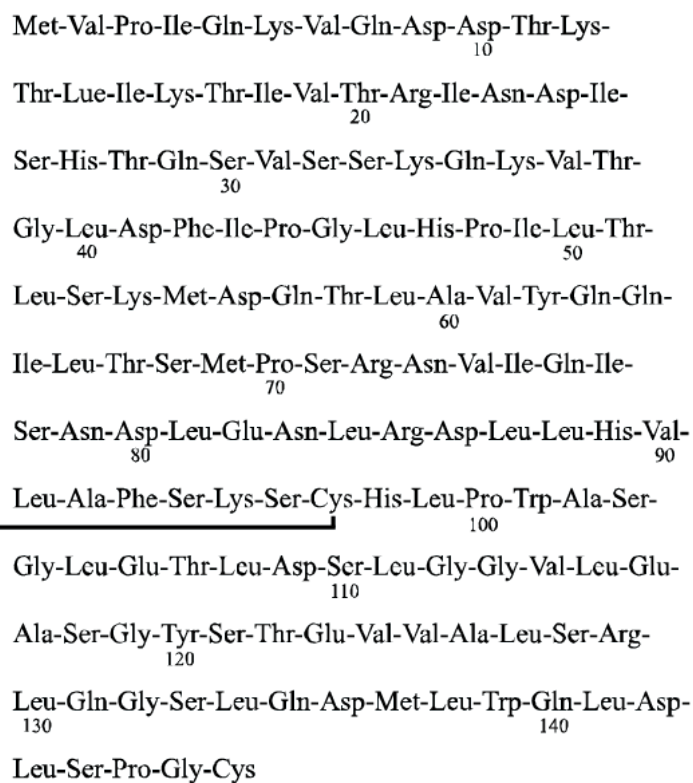 Met-Val-Pro-Ile-Gln-Lys-Val-Gln-Asp-Asp-Thr-Lys-
10
Thr-Lue-Ile-Lys-Thr-Ile-Val-Thr-Arg-Ile-Asn-Asp-Ile-
20
Ser-His-Thr-Gln-Ser-Val-Ser-Ser-Lys-Gln-Lys-Val-Thr-
30
Gly-Leu-Asp-Phe-Ile-Pro-Gly-Leu-His-Pro-Ile-Leu-Thr-
40 50
Leu-Ser-Lys-Met-Asp-Gln-Thr-Leu-Ala-Val-Tyr-Gln-Gln-
60
Ile-Leu-Thr-Ser-Met-Pro-Ser-Arg-Asn-Val-Ile-Gln-Ile-
70
Ser-Asn-Asp-Leu-Glu-Asn-Leu-Arg-Asp-Leu-Leu-His-Val-
80 90
Leu-Ala-Phe-Ser-Lys-Ser-Cys-His-Leu-Pro-Trp-Ala-Ser-
100
Gly-Leu-Glu-Thr-Leu-Asp-Ser-Leu-Gly-Gly-Val-Leu-Glu-
110
Ala-Ser-Gly-Tyr-Ser-Thr-Glu-Val-Val-Ala-Leu-Ser-Arg-
120
Leu-Gln-Gly-Ser-Leu-Gln-Asp-Met-Leu-Trp-Gln-Leu-Asp-
130 140
Leu-Ser-Pro-Gly-Cys